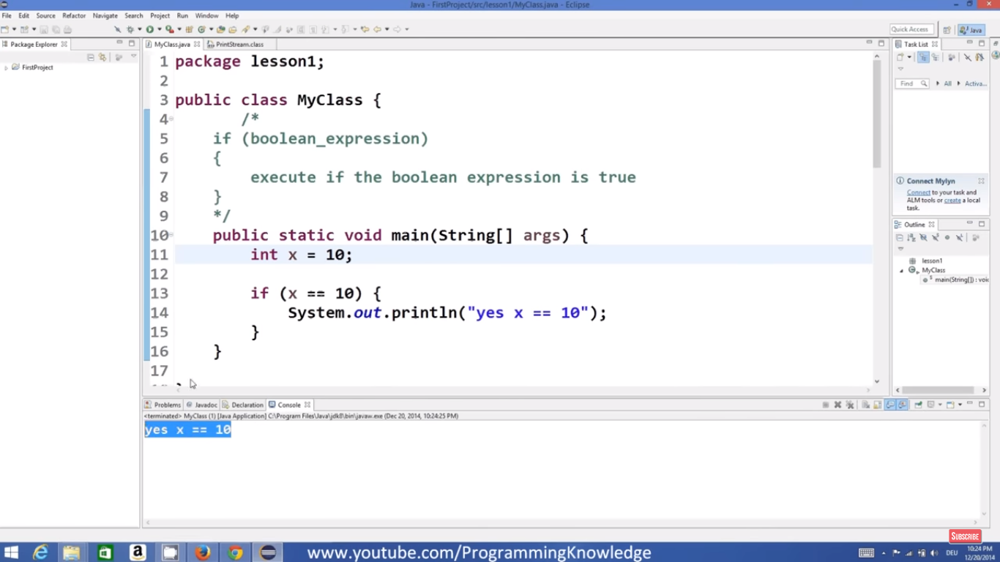 Java - FirstProject/src/lesson1/MyClass.java - Eclipse
File Edit Source Refactor Navigate Search Project Run Window Help
Quick Access
Java
Package Explorer
FirstProject
MyClass.java
PrintStream.class
1 package lesson1;
2
3 public class MyClass {
4 /*
5 if (boolean_expression)
6 {
7 execute if the boolean expression is true
8 }
9 */
10 public static void main(String[] args) {
11 int x = 10;
12
13 if (x == 10) {
14 System.out.println("yes x == 10");
15 }
16 }
17
Task List
Find
All
Activa...
Connect Mylyn
Connect to your task and
ALM tools or create a local
task.
Outline
lesson1
MyClass
main(String[]) : void
Problems Javadoc Declaration Console
<terminated> MyClass (1) [Java Application] C:\Program Files\Java\jdk8\bin\javaw.exe (Dec 20, 2014, 10:24:25 PM)
yes x == 10
SUBSCRIBE
www.youtube.com/ProgrammingKnowledge
DEU
10:24 PM
12/20/2014